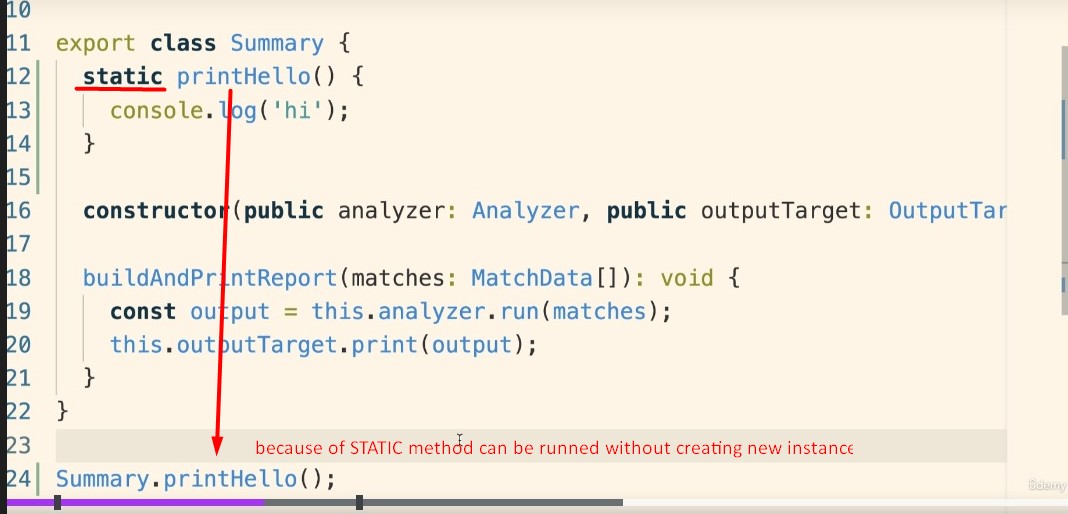 10
11 export class Summary {
12 static printHello() {
13 console.log('hi');
14 }
15
16 constructor(public analyzer: Analyzer, public outputTarget: OutputTar
17
18 buildAndPrintReport(matches: MatchData[]): void {
19 const output = this.analyzer.run(matches);
20 this.outputTarget.print(output);
21 }
22 }
23 because of STATIC method can be runned without creating new instance
24 Summary.printHello();
Udemy